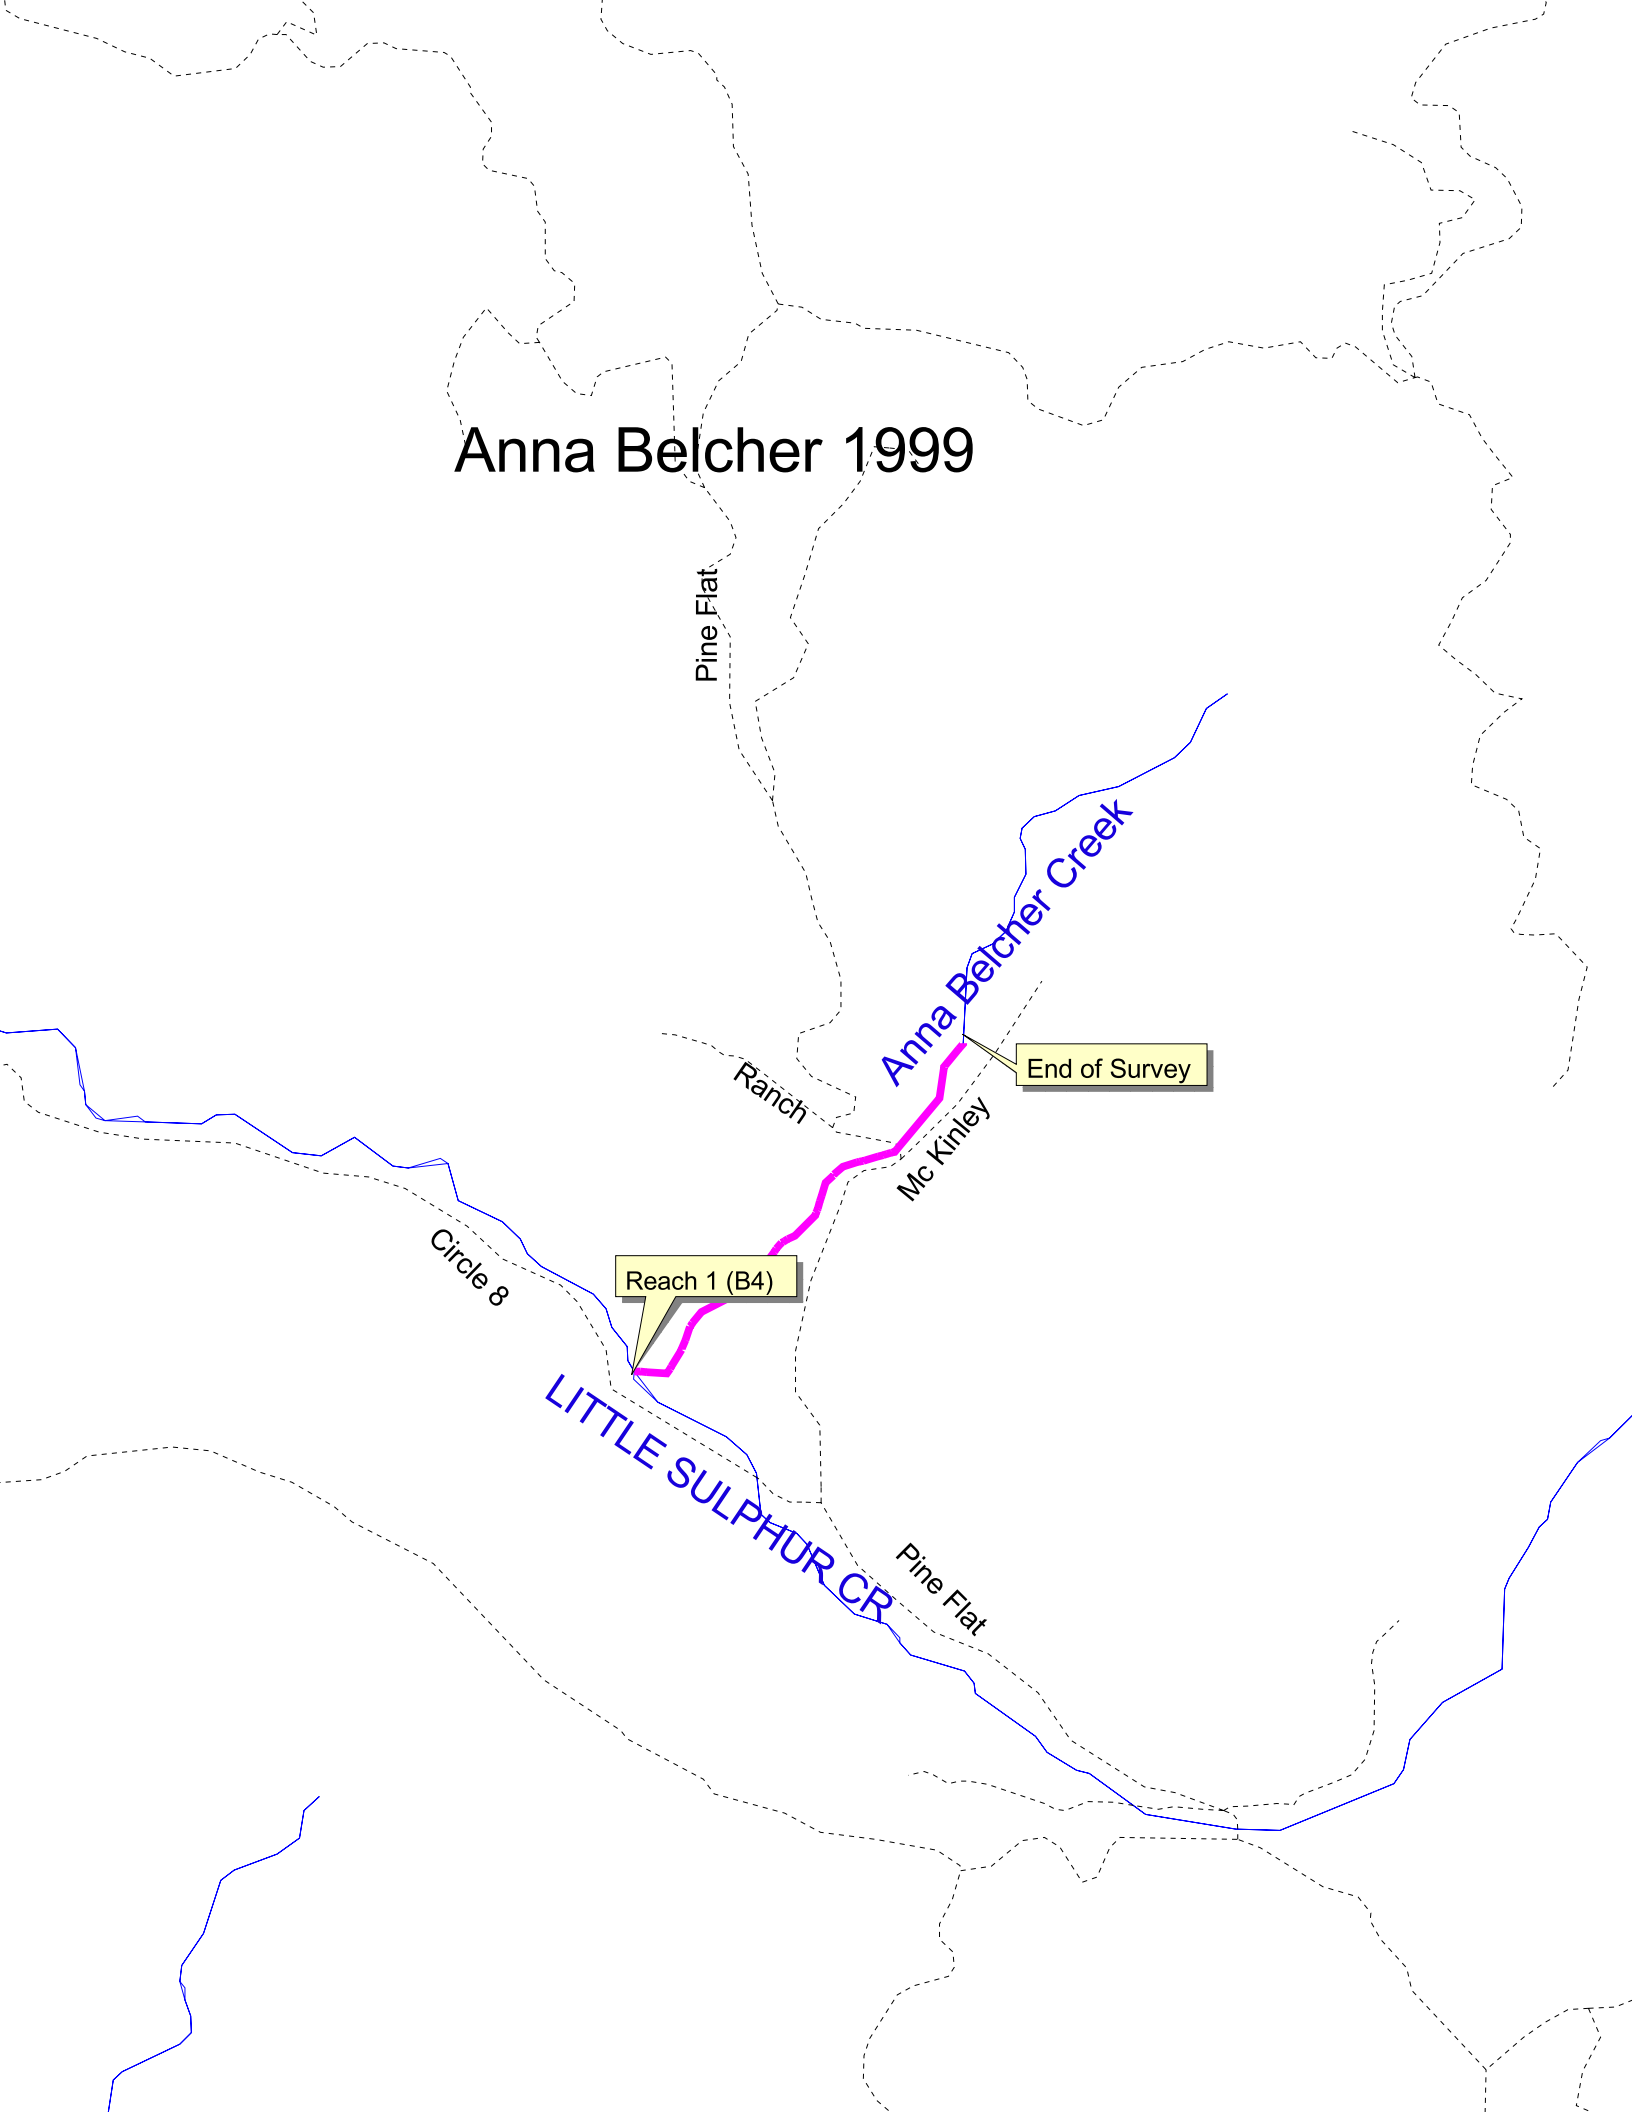 Anna Belcher 1999
Pine Flat
Anna Belcher Creek
End of Survey
Ranch
Mc Kinley
Circle 8
Reach 1 (B4)
LITTLE SULPHUR CR
Pine Flat